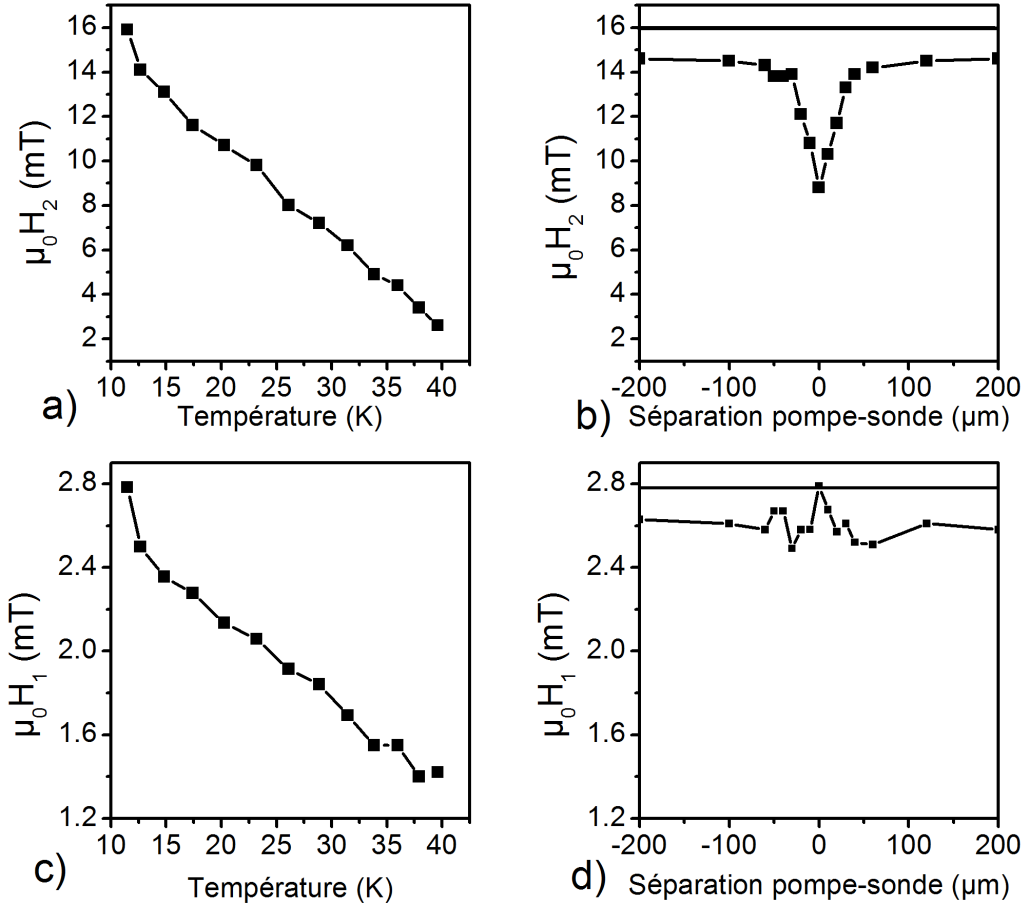 16
14
12
10
8
6
4
2
µ₀H₂ (mT)
10 15 20 25 30 35 40
a) Température (K)
16
14
12
10
8
6
4
2
µ₀H₂ (mT)
-200 -100 0 100 200
b) Séparation pompe-sonde (µm)
2.8
2.4
2.0
1.6
1.2
µ₀H₁ (mT)
10 15 20 25 30 35 40
c) Température (K)
2.8
2.4
2.0
1.6
1.2
µ₀H₁ (mT)
-200 -100 0 100 200
d) Séparation pompe-sonde (µm)